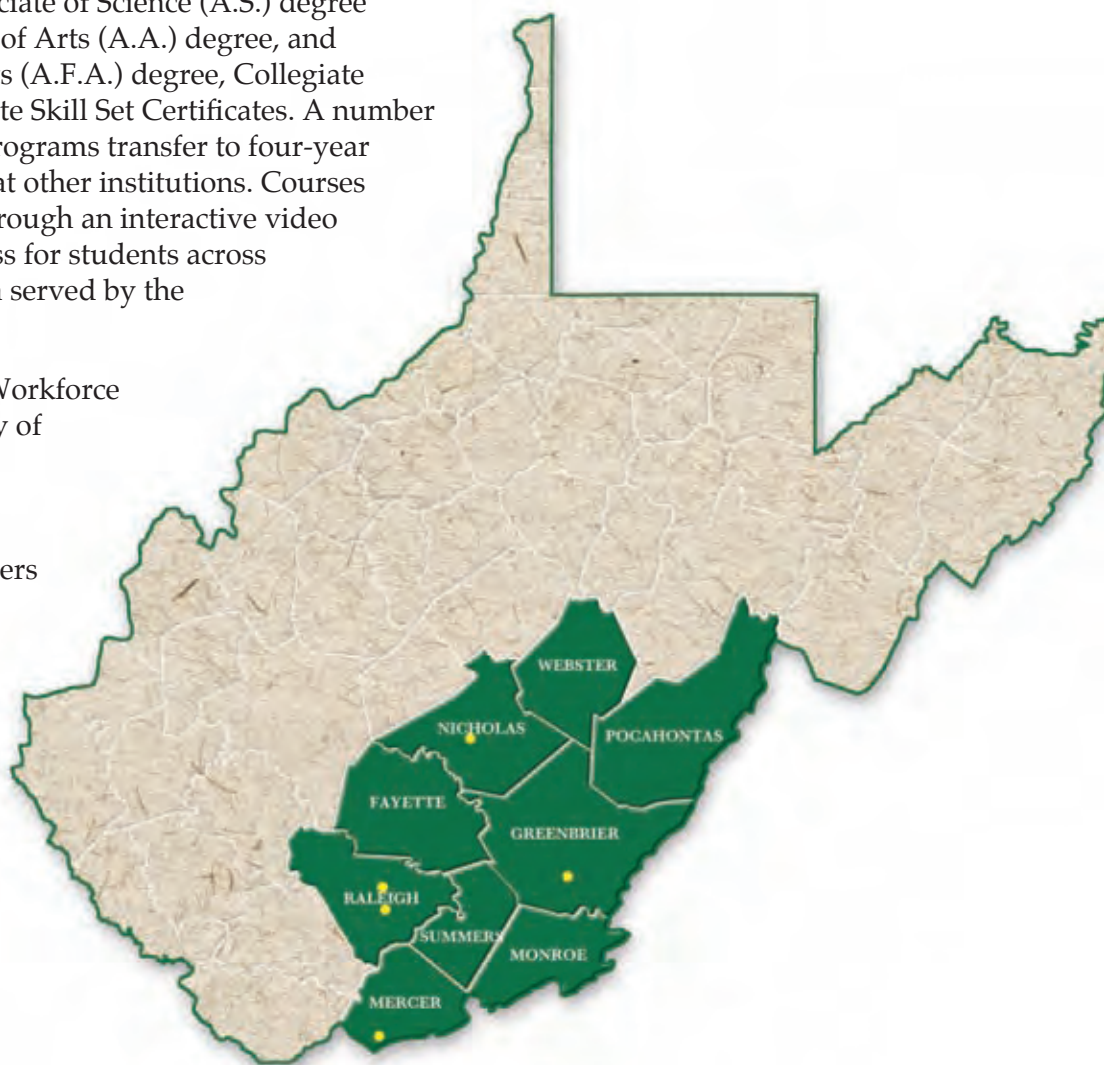 ciate of Science (A.S.) degree
of Arts (A.A.) degree, and
s (A.F.A.) degree, Collegiate
te Skill Set Certificates. A number
rograms transfer to four-year
at other institutions. Courses
rough an interactive video
ss for students across
n served by the
Workforce
y of
ers
WEBSTER
NICHOLAS
POCAHONTAS
FAYETTE
GREENBRIER
RALEIGH
SUMMERS
MONROE
MERCER